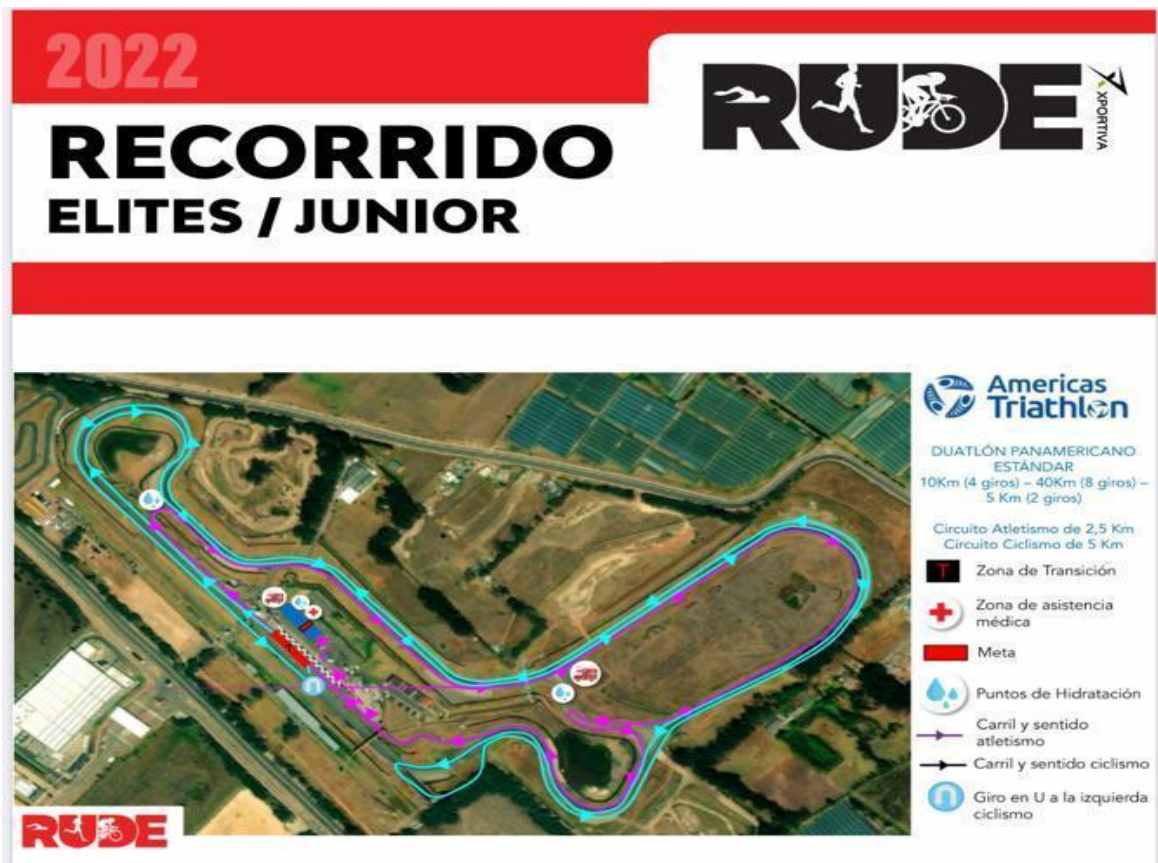 2022
RUDE
XPORTIVA
RECORRIDO
ELITES / JUNIOR
Americas
Triathlon
DUATLÓN PANAMERICANO
ESTÁNDAR
10Km (4 giros) – 40Km (8 giros) –
5 Km (2 giros)
Circuito Atletismo de 2,5 Km
Circuito Ciclismo de 5 Km
T Zona de Transición
Zona de asistencia
médica
Meta
Puntos de Hidratación
Carril y sentido
atletismo
Carril y sentido ciclismo
Giro en U a la izquierda
ciclismo
RUDE